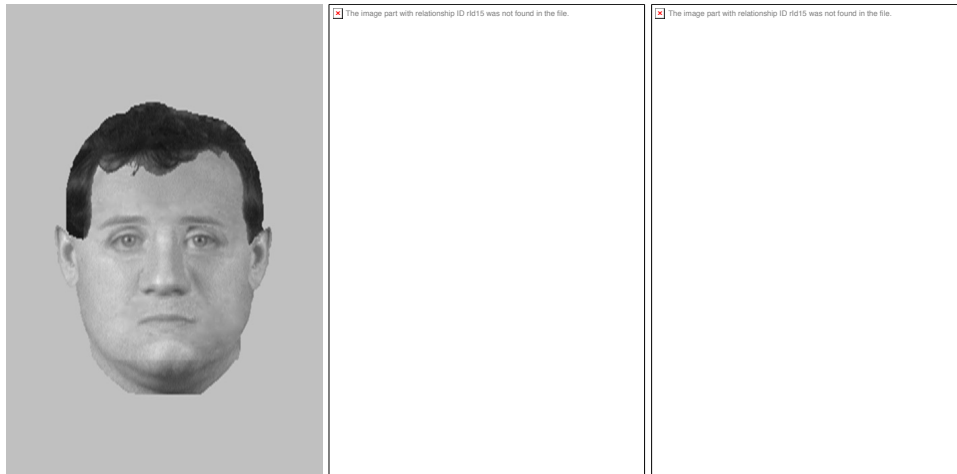 The image part with relationship ID rId15 was not found in the file.
The image part with relationship ID rId15 was not found in the file.